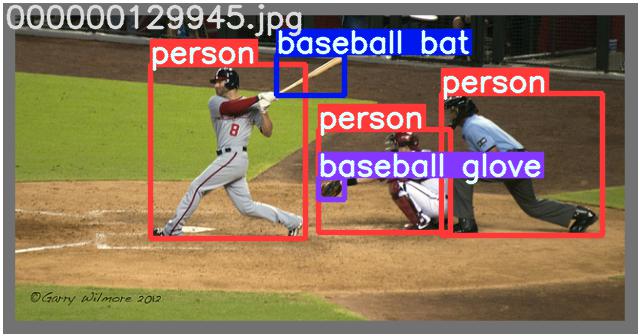 000000129945.jpg
baseball bat
person
person
person
baseball glove
8
©Garry Wilmore 2012